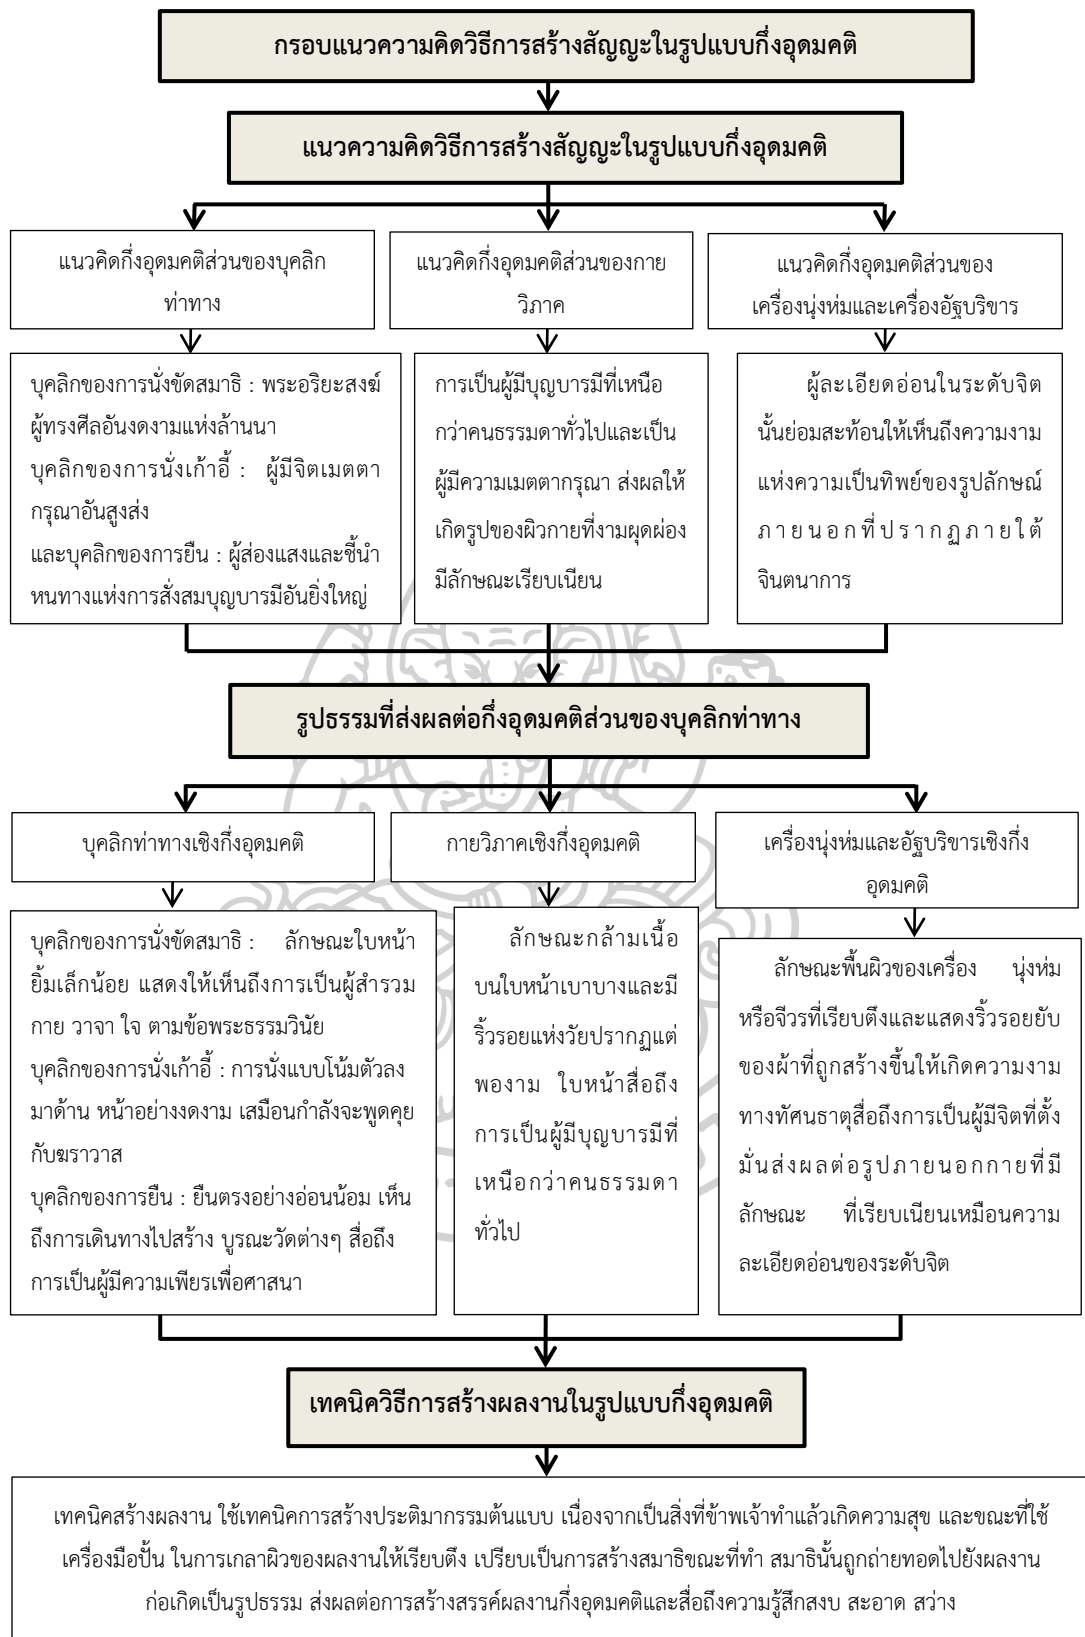 กรอบแนวความคิดวิธีการสร้างสัญญะในรูปแบบกึ่งอุดมคติ
แนวความคิดวิธีการสร้างสัญญะในรูปแบบกึ่งอุดมคติ
แนวคิดกึ่งอุดมคติส่วนของบุคลิก
ท่าทาง
แนวคิดกึ่งอุดมคติส่วนของกาย
วิภาค
แนวคิดกึ่งอุดมคติส่วนของ
เครื่องนุ่งห่มและเครื่องอัฐบริขาร
บุคลิกของการนั่งขัดสมาธิ : พระอริยะสงฆ์
ผู้ทรงศีลอันงดงามแห่งล้านนา
บุคลิกของการนั่งเก้าอี้ : ผู้มีจิตเมตตา
กรุณาอันสูงส่ง
และบุคลิกของการยืน : ผู้ส่องแสงและชี้นำ
หนทางแห่งการสั่งสมบุญบารมีอันยิ่งใหญ่
การเป็นผู้มีบุญบารมีที่เหนือ
กว่าคนธรรมดาทั่วไปและเป็น
ผู้มีความเมตตากรุณา ส่งผลให้
เกิดรูปของผิวกายที่งามผุดผ่อง
มีลักษณะเรียบเนียน
ผู้ละเอียดอ่อนในระดับจิต
นั้นย่อมสะท้อนให้เห็นถึงความงาม
แห่งความเป็นทิพย์ของรูปลักษณ์
ภายนอกที่ปรากฏภายใต้
จินตนาการ
รูปธรรมที่ส่งผลต่อกึ่งอุดมคติส่วนของบุคลิกท่าทาง
บุคลิกท่าทางเชิงกึ่งอุดมคติ
กายวิภาคเชิงกึ่งอุดมคติ
เครื่องนุ่งห่มและอัฐบริขารเชิงกึ่ง
อุดมคติ
บุคลิกของการนั่งขัดสมาธิ : ลักษณะใบหน้า
ยิ้มเล็กน้อย แสดงให้เห็นถึงการเป็นผู้สำรวม
กาย วาจา ใจ ตามข้อพระธรรมวินัย
บุคลิกของการนั่งเก้าอี้ : การนั่งแบบโน้มตัวลง
มาด้าน หน้าอย่างงดงาม เสมือนกำลังจะพูดคุย
กับฆราวาส
บุคลิกของการยืน : ยืนตรงอย่างอ่อนน้อม เห็น
ถึงการเดินทางไปสร้าง บูรณะวัดต่างๆ สื่อถึง
การเป็นผู้มีความเพียรเพื่อศาสนา
ลักษณะกล้ามเนื้อ
บนใบหน้าเบาบางและมี
ริ้วรอยแห่งวัยปรากฏแต่
พองาม ใบหน้าสื่อถึง
การเป็นผู้มีบุญบารมีที่
เหนือกว่าคนธรรมดา
ทั่วไป
ลักษณะพื้นผิวของเครื่อง นุ่งห่ม
หรือจีวรที่เรียบตึงและแสดงริ้วรอยยับ
ของผ้าที่ถูกสร้างขึ้นให้เกิดความงาม
ทางทัศนธาตุสื่อถึงการเป็นผู้มีจิตที่ตั้ง
มั่นส่งผลต่อรูปภายนอกกายที่มี
ลักษณะ ที่เรียบเนียนเหมือนความ
ละเอียดอ่อนของระดับจิต
เทคนิควิธีการสร้างผลงานในรูปแบบกึ่งอุดมคติ
เทคนิคสร้างผลงาน ใช้เทคนิคการสร้างประติมากรรมต้นแบบ เนื่องจากเป็นสิ่งที่ข้าพเจ้าทำแล้วเกิดความสุข และขณะที่ใช้
เครื่องมือปั้น ในการเกลาผิวของผลงานให้เรียบตึง เปรียบเป็นการสร้างสมาธิขณะที่ทำ สมาธินั้นถูกถ่ายทอดไปยังผลงาน
ก่อเกิดเป็นรูปธรรม ส่งผลต่อการสร้างสรรค์ผลงานกึ่งอุดมคติและสื่อถึงความรู้สึกสงบ สะอาด สว่าง